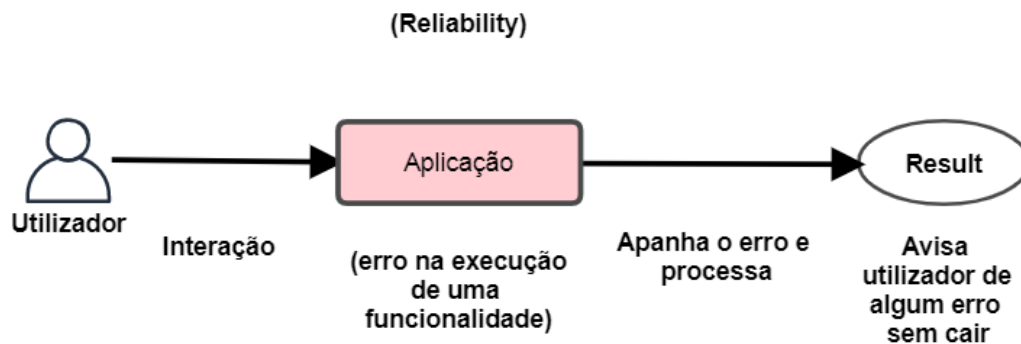 (Reliability)
Aplicação
Result
Utilizador
Interação
(erro na execução
de uma
funcionalidade)
Apanha o erro e
processa
Avisa
utilizador de
algum erro
sem cair